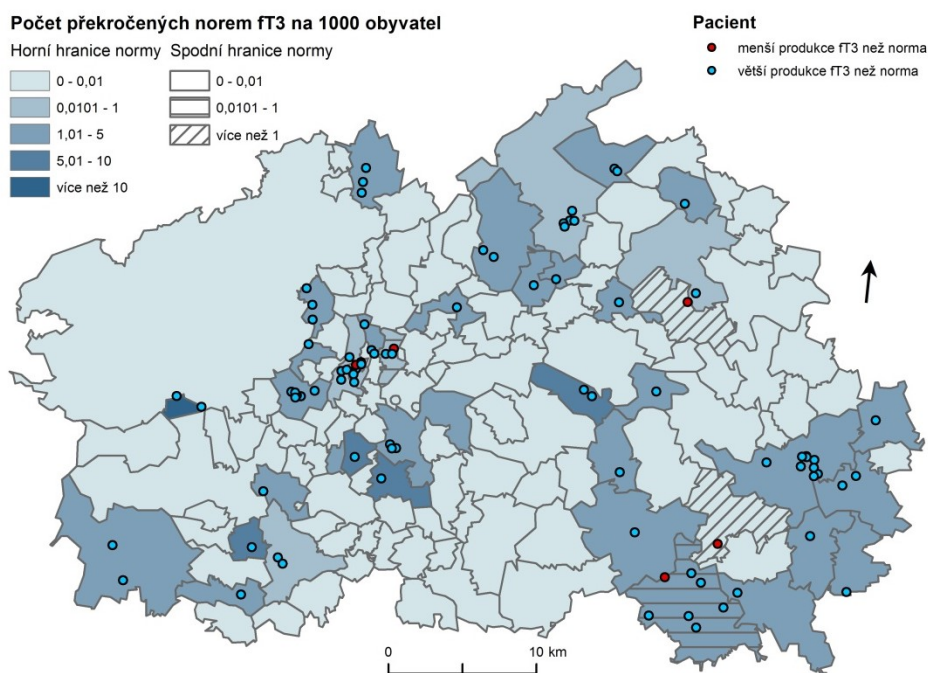 Počet překročených norem fT3 na 1000 obyvatel
Horní hranice normy
Spodní hranice normy
0 - 0,01
0,0101 - 1
1,01 - 5
5,01 - 10
více než 10
0 - 0,01
0,0101 - 1
více než 1
Pacient
menší produkce fT3 než norma
větší produkce fT3 než norma
0 10 km